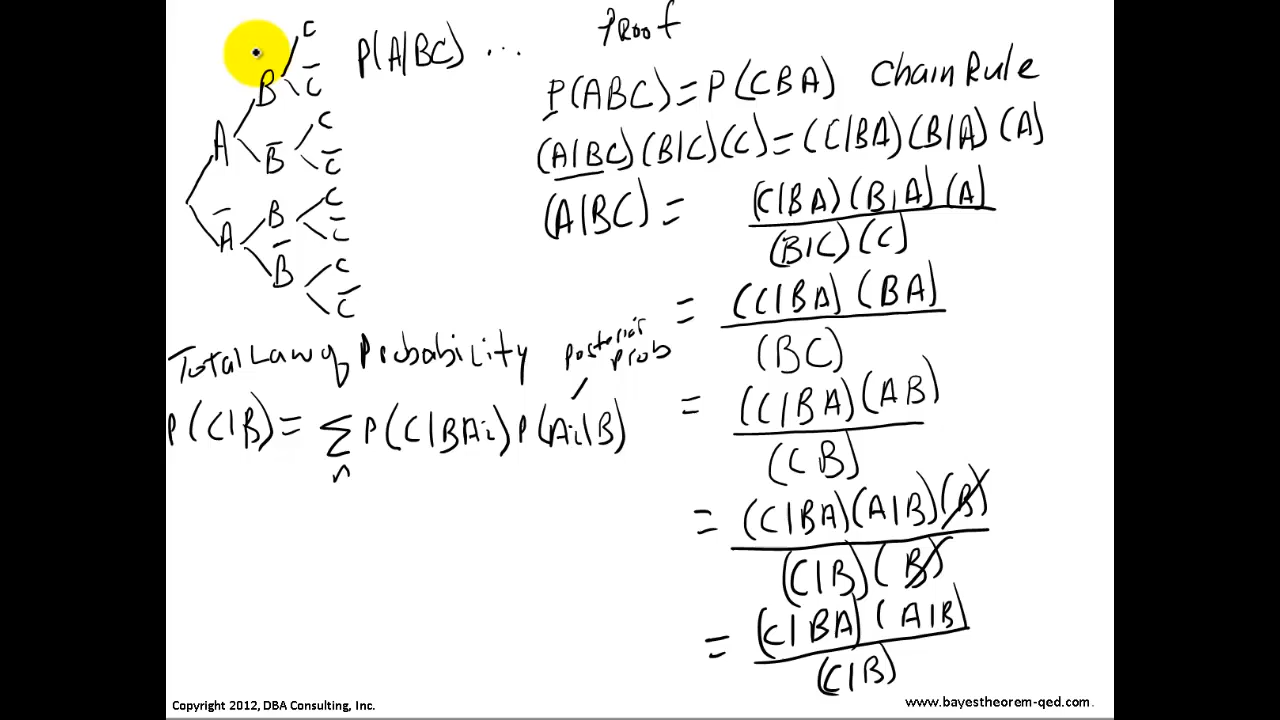 C
C̅
B
A
C
B̅
C̅
C
B
A̅
C̅
B̅
C
C̅
P(A|BC) ...
Proof
P(ABC) = P(CBA) Chain Rule
(A|BC)(B|C)(C) = (C|BA)(B|A)(A)
(A|BC) = (C|BA)(B|A)(A)
(B|C)(C)
= (C|BA)(BA)
(BC)
= (C|BA)(AB)
(CB)
= (C|BA)(A|B)(B)
(C|B)(B)
= (C|BA)(A|B)
(C|B)
Total Law of Probability
Posterior
Prob
P(C|B) = Σ P(C|BAi)P(Ai|B)
n
Copyright 2012, DBA Consulting, Inc.
www.bayestheorem-qed.com.